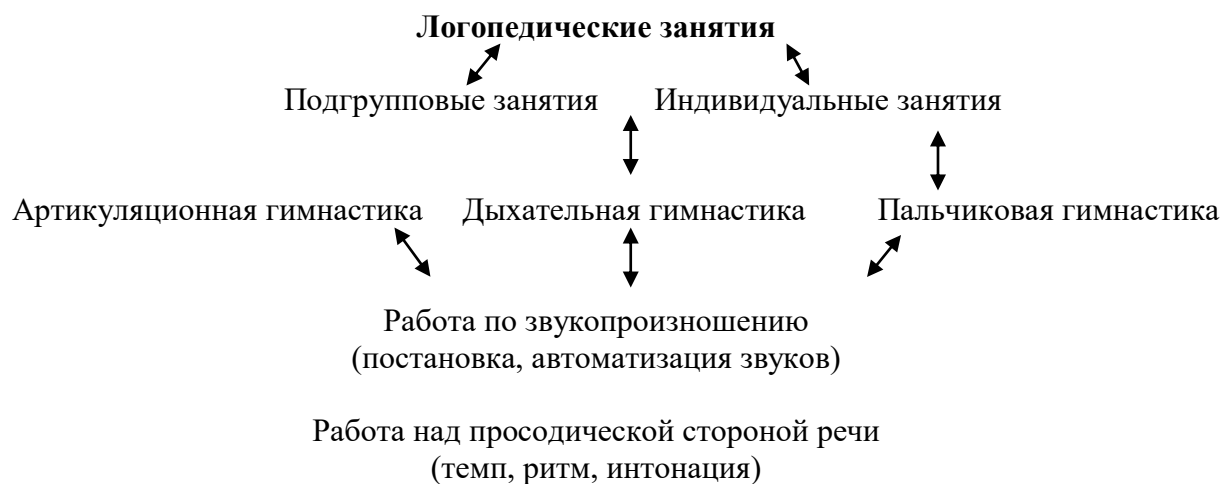 Логопедические занятия
Подгрупповые занятия Индивидуальные занятия
Артикуляционная гимнастика Дыхательная гимнастика Пальчиковая гимнастика
Работа по звукопроизношению
(постановка, автоматизация звуков)
Работа над просодической стороной речи
(темп, ритм, интонация)